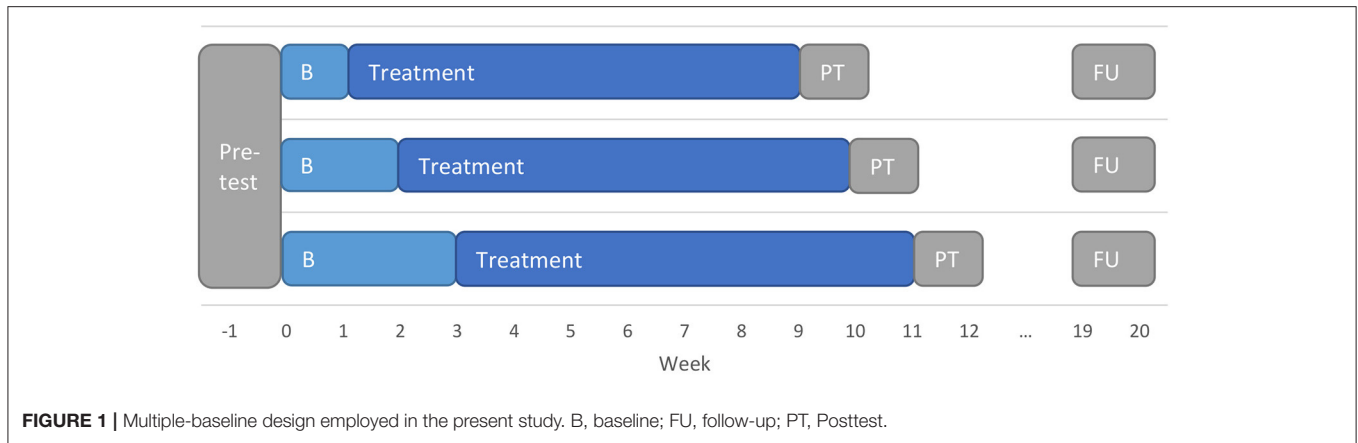 Pre-
test
B Treatment PT FU
B Treatment PT FU
B Treatment PT FU
-1 0 1 2 3 4 5 6 7 8 9 10 11 12 ... 19 20
Week
FIGURE 1 | Multiple-baseline design employed in the present study. B, baseline; FU, follow-up; PT, Posttest.